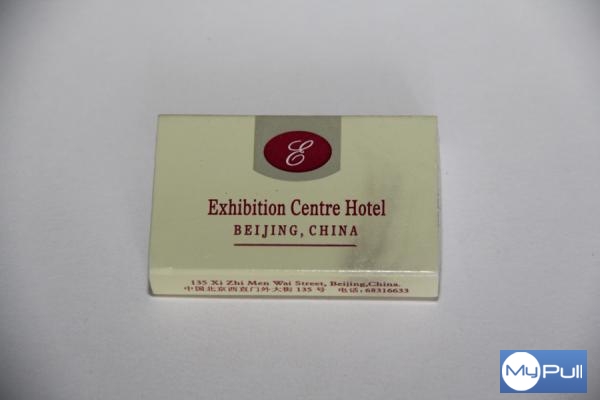 E
Exhibition Centre Hotel
BEIJING, CHINA
135 Xi Zhi Men Wai Street, Beijing,China.
中国北京西直门外大街 135 号 电话:68316633
MyPull